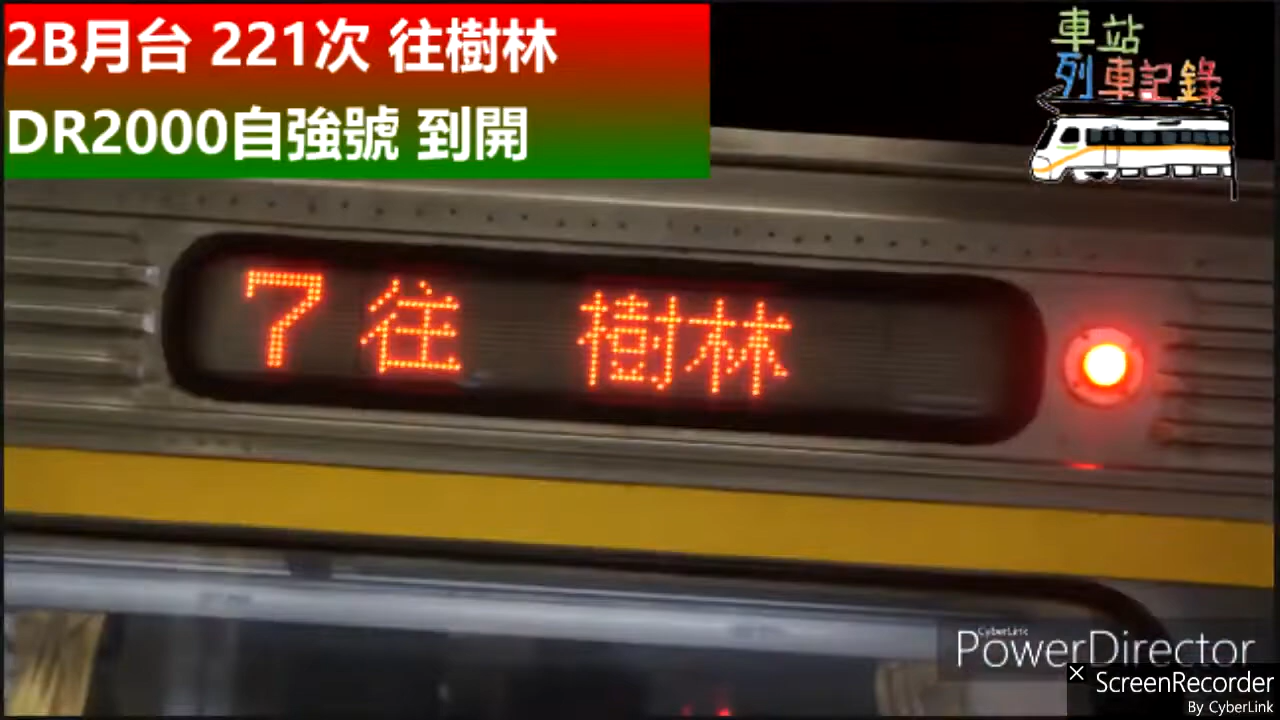 2B月台 221次 往樹林
DR2000自強號 到開
車站
列車記錄
7往 樹林
CyberLink
PowerDirector
ScreenRecorder
By CyberLink